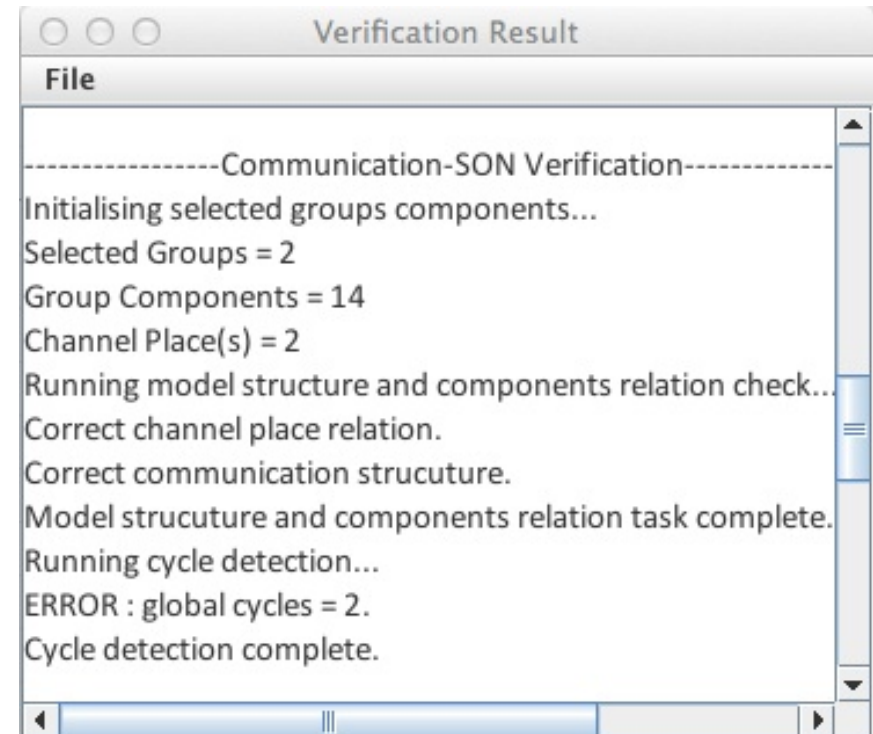 Verification Result
File
-----------------Communication-SON Verification-------------
Initialising selected groups components...
Selected Groups = 2
Group Components = 14
Channel Place(s) = 2
Running model structure and components relation check...
Correct channel place relation.
Correct communication strucuture.
Model strucuture and components relation task complete.
Running cycle detection...
ERROR : global cycles = 2.
Cycle detection complete.